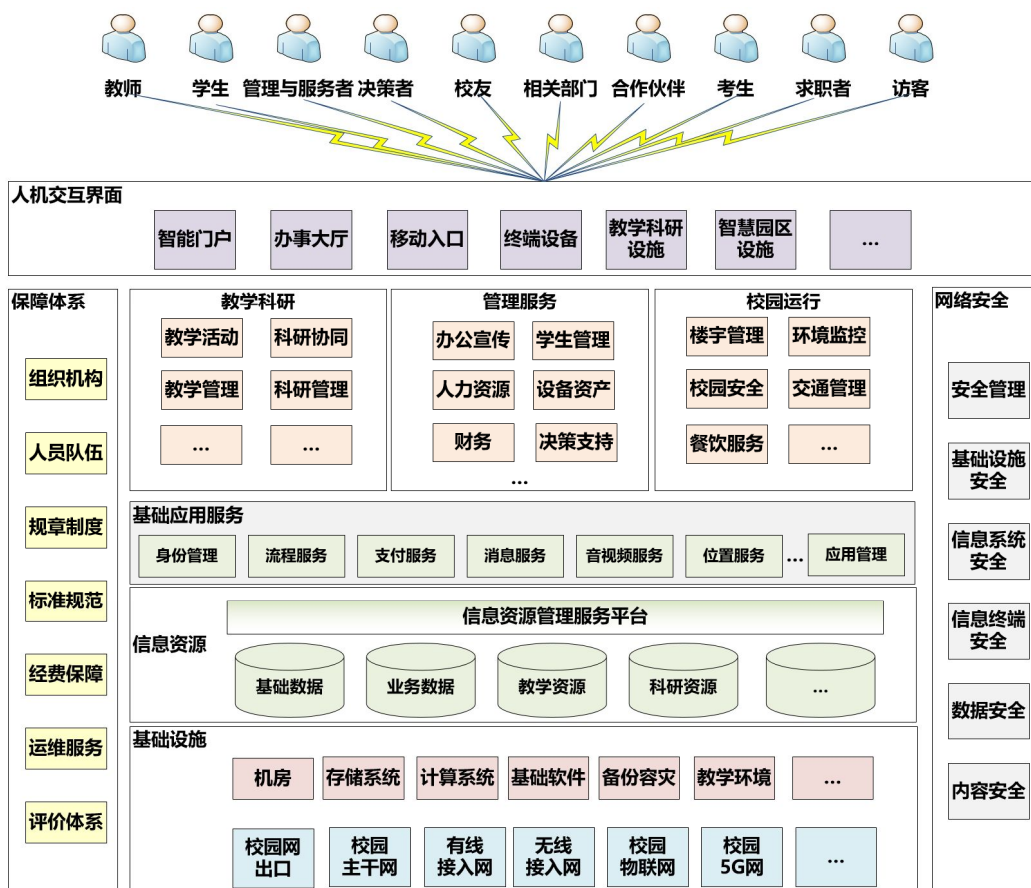 教师 学生 管理与服务者 决策者 校友 相关部门 合作伙伴 考生 求职者 访客
人机交互界面
智能门户 办事大厅 移动入口 终端设备 教学科研 智慧园区 ...
设施 设施
保障体系
组织机构
人员队伍
规章制度
标准规范
经费保障
运维服务
评价体系
教学科研
教学活动 科研协同
教学管理 科研管理
... ...
管理服务
办公宣传 学生管理
人力资源 设备资产
财务 决策支持
...
校园运行
楼宇管理 环境监控
校园安全 交通管理
餐饮服务 ...
基础应用服务
身份管理 流程服务 支付服务 消息服务 音视频服务 位置服务 ... 应用管理
信息资源
信息资源管理服务平台
基础数据 业务数据 教学资源 科研资源 ...
基础设施
机房 存储系统 计算系统 基础软件 备份容灾 教学环境 ...
校园网 校园 有线 无线 校园 校园 ...
出口 主干网 接入网 接入网 物联网 5G网
网络安全
安全管理
基础设施
安全
信息系统
安全
信息终端
安全
数据安全
内容安全